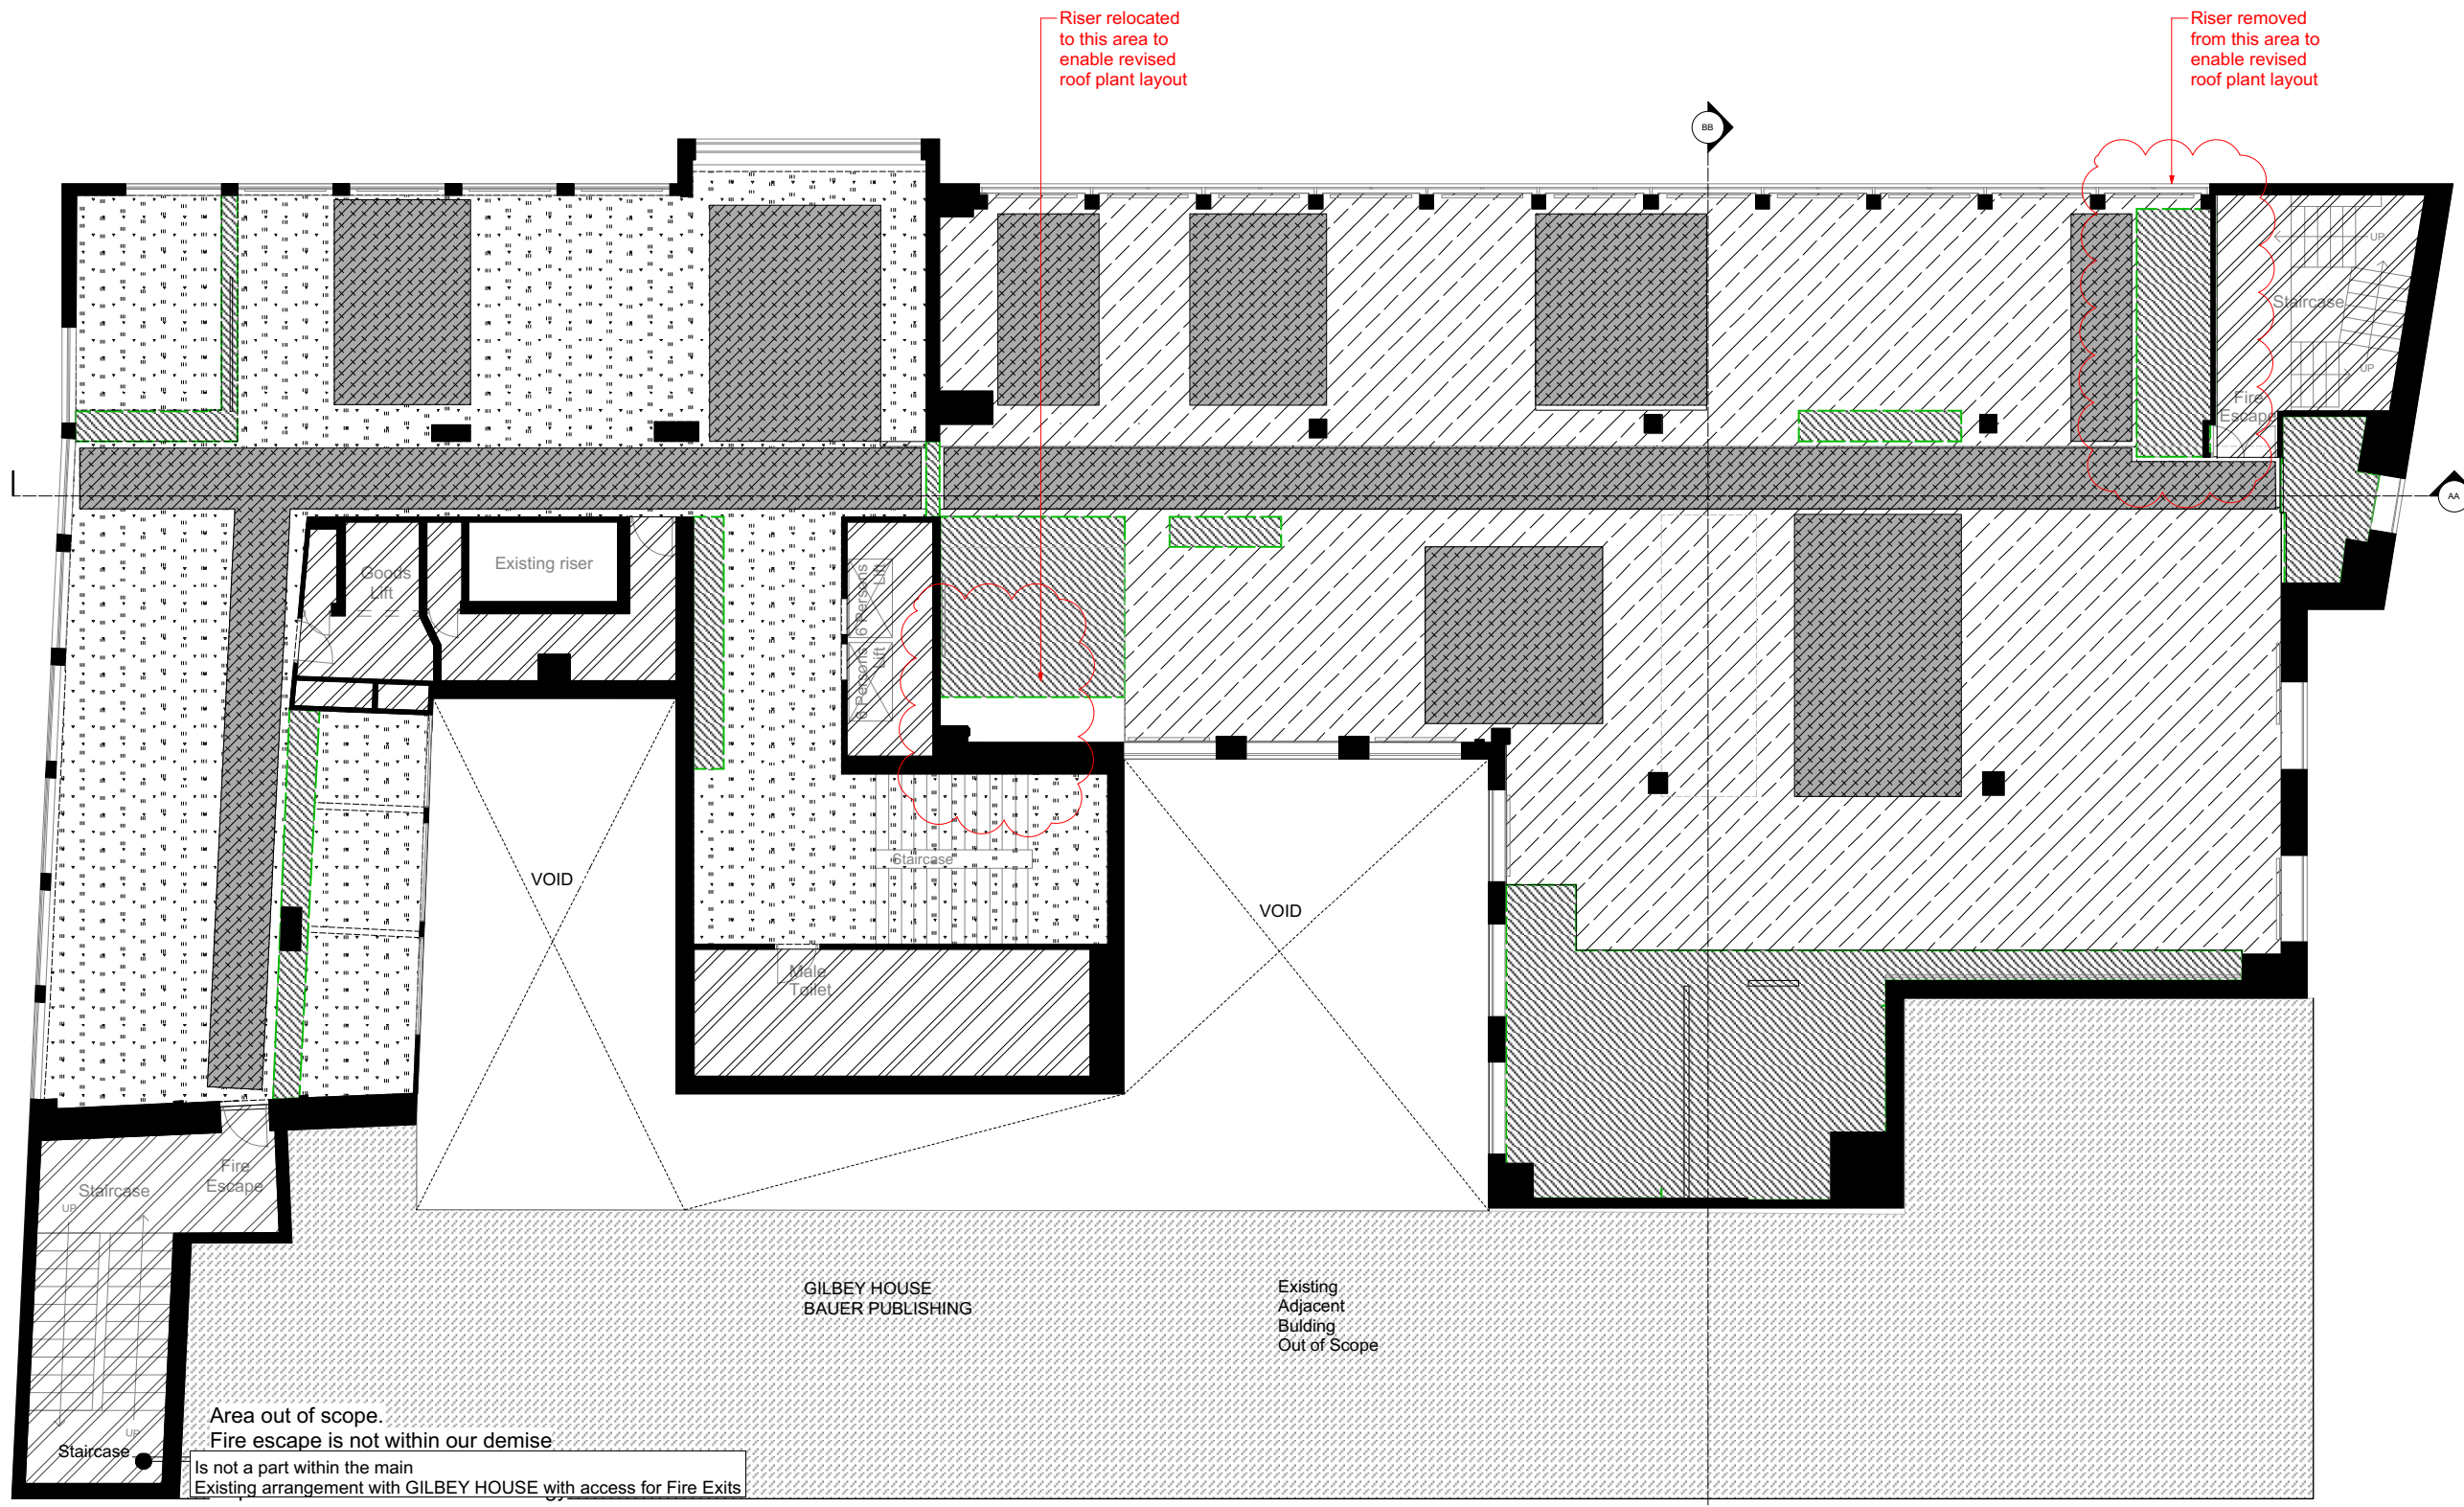 Riser relocated
to this area to
enable revised
roof plant layout
Riser removed
from this area to
enable revised
roof plant layout
BB
UP
Staircase
UP
Fire
Escape
AA
Goods
Lift
Existing riser
6 Persons
Lift
6 Persons
Lift
VOID
Staircase
VOID
Male
Toilet
Fire
Escape
Staircase
UP
GILBEY HOUSE
BAUER PUBLISHING
Existing
Adjacent
Bulding
Out of Scope
Area out of scope.
Fire escape is not within our demise
UP
Staircase
Is not a part within the main
Existing arrangement with GILBEY HOUSE with access for Fire Exits